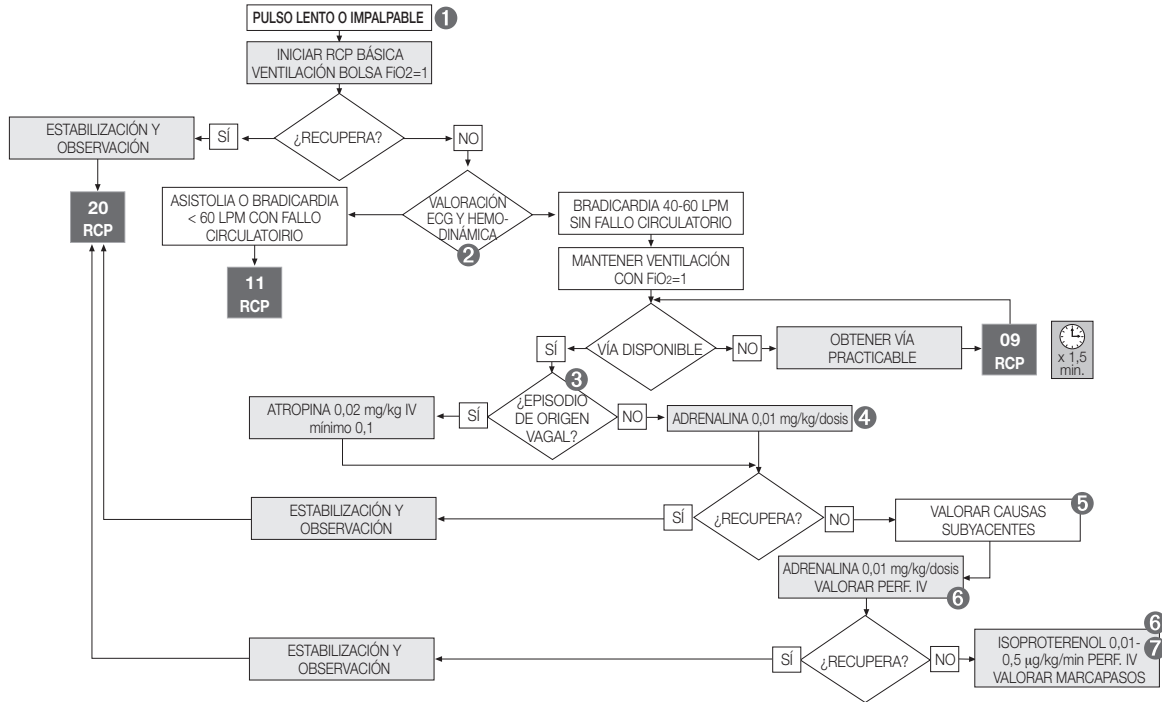 PULSO LENTO O IMPALPABLE
1
INICIAR RCP BÁSICA
VENTILACIÓN BOLSA FiO2=1
¿RECUPERA?
SÍ
NO
ESTABILIZACIÓN Y
OBSERVACIÓN
20
RCP
VALORACIÓN
ECG Y HEMO-
DINÁMICA
2
ASISTOLIA O BRADICARDIA
< 60 LPM CON FALLO
CIRCULATOIRIO
11
RCP
BRADICARDIA 40-60 LPM
SIN FALLO CIRCULATORIO
MANTENER VENTILACIÓN
CON FiO2=1
VÍA DISPONIBLE
SÍ
NO
OBTENER VÍA
PRACTICABLE
09
RCP
x 1,5
min.
3
¿EPISODIO
DE ORIGEN
VAGAL?
SÍ
NO
ATROPINA 0,02 mg/kg IV
mínimo 0,1
ADRENALINA 0,01 mg/kg/dosis
4
¿RECUPERA?
SÍ
NO
ESTABILIZACIÓN Y
OBSERVACIÓN
VALORAR CAUSAS
SUBYACENTES
5
ADRENALINA 0,01 mg/kg/dosis
VALORAR PERF. IV
6
¿RECUPERA?
SÍ
NO
ESTABILIZACIÓN Y
OBSERVACIÓN
6
7
ISOPROTERENOL 0,01-
0,5 µg/kg/min PERF. IV
VALORAR MARCAPASOS